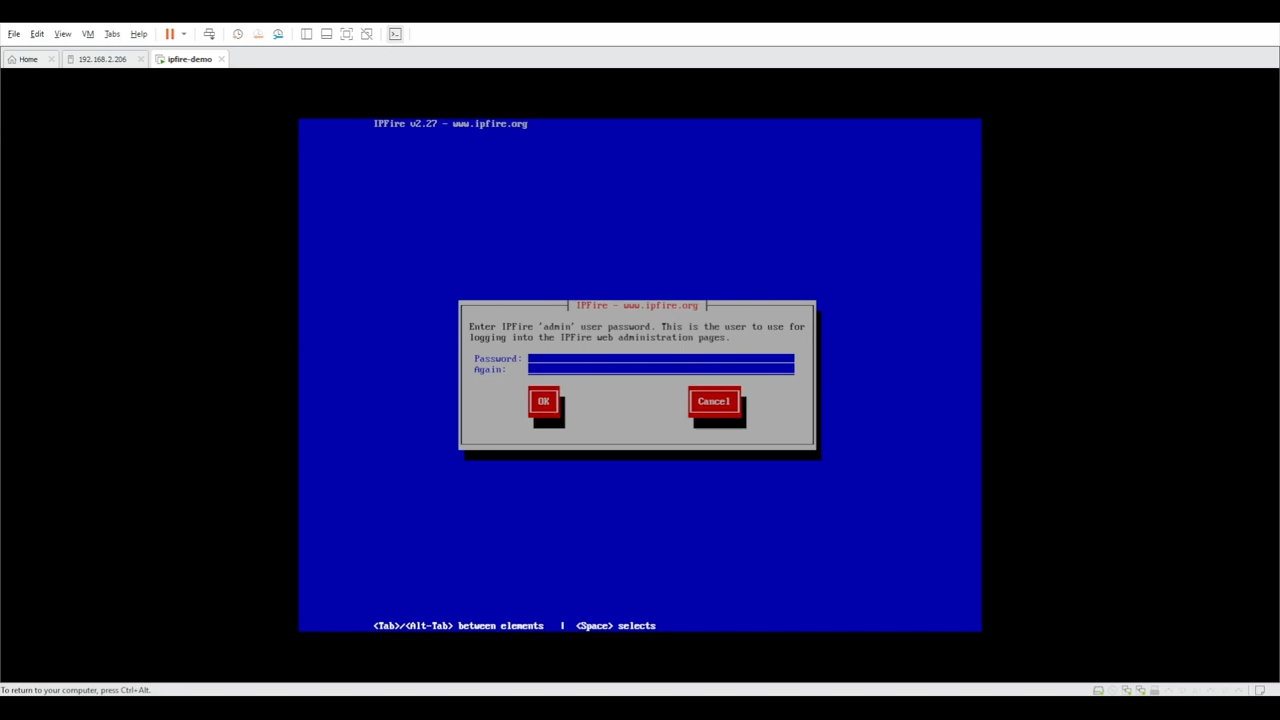 File Edit View VM Tabs Help
Home 192.168.2.206 ipfire-demo
IPFire v2.27 - www.ipfire.org
IPFire - www.ipfire.org
Enter IPFire 'admin' user password. This is the user to use for
logging into the IPFire web administration pages.
Password:
Again:
OK Cancel
<Tab>/<Alt-Tab> between elements | <Space> selects
To return to your computer, press Ctrl+Alt.